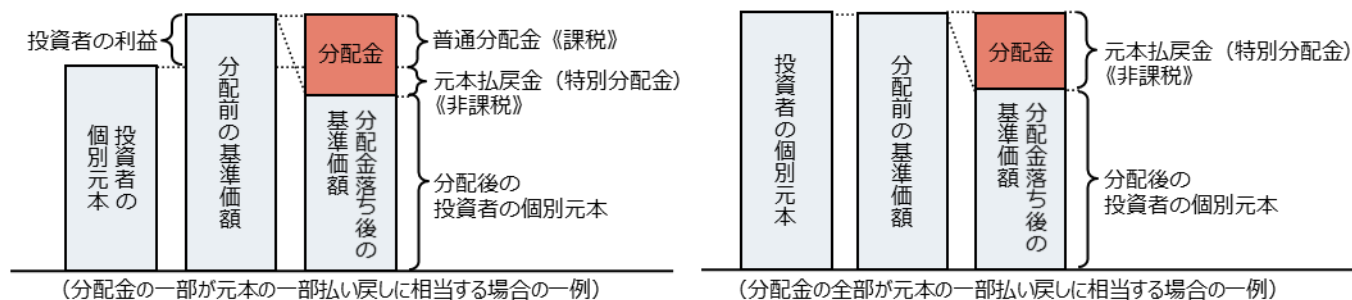 投資者の利益
投資者の
個別元本
分配前の基準価額
分配金
分配金落ち後の
基準価額
普通分配金《課税》
元本払戻金（特別分配金）
《非課税》
分配後の
投資者の個別元本
（分配金の一部が元本の一部払い戻しに相当する場合の一例）
投資者の個別元本
分配前の基準価額
分配金
分配金落ち後の
基準価額
元本払戻金（特別分配金）
《非課税》
分配後の
投資者の個別元本
（分配金の全部が元本の一部払い戻しに相当する場合の一例）